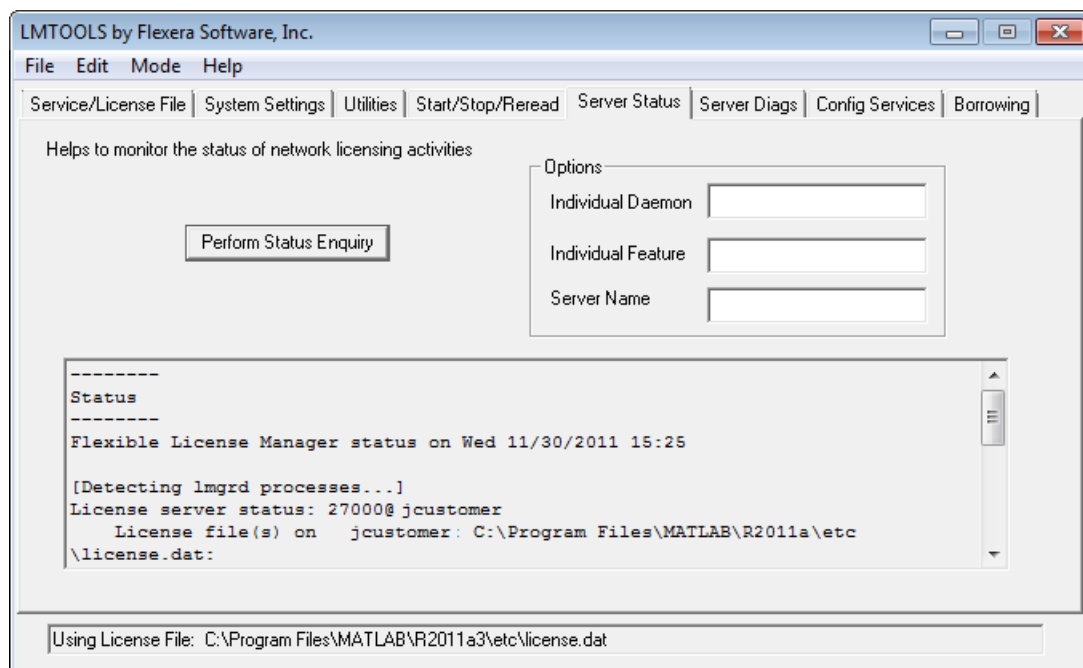 LMTOOLS by Flexera Software, Inc.
File Edit Mode Help
Service/License File System Settings Utilities Start/Stop/Reread Server Status Server Diags Config Services Borrowing
Helps to monitor the status of network licensing activities
Options
Individual Daemon
Perform Status Enquiry
Individual Feature
Server Name
--------
Status
--------
Flexible License Manager status on Wed 11/30/2011 15:25
[Detecting lmgrd processes...]
License server status: 27000@jcustomer
License file(s) on jcustomer: C:\Program Files\MATLAB\R2011a\etc
\license.dat:
Using License File: C:\Program Files\MATLAB\R2011a3\etc\license.dat